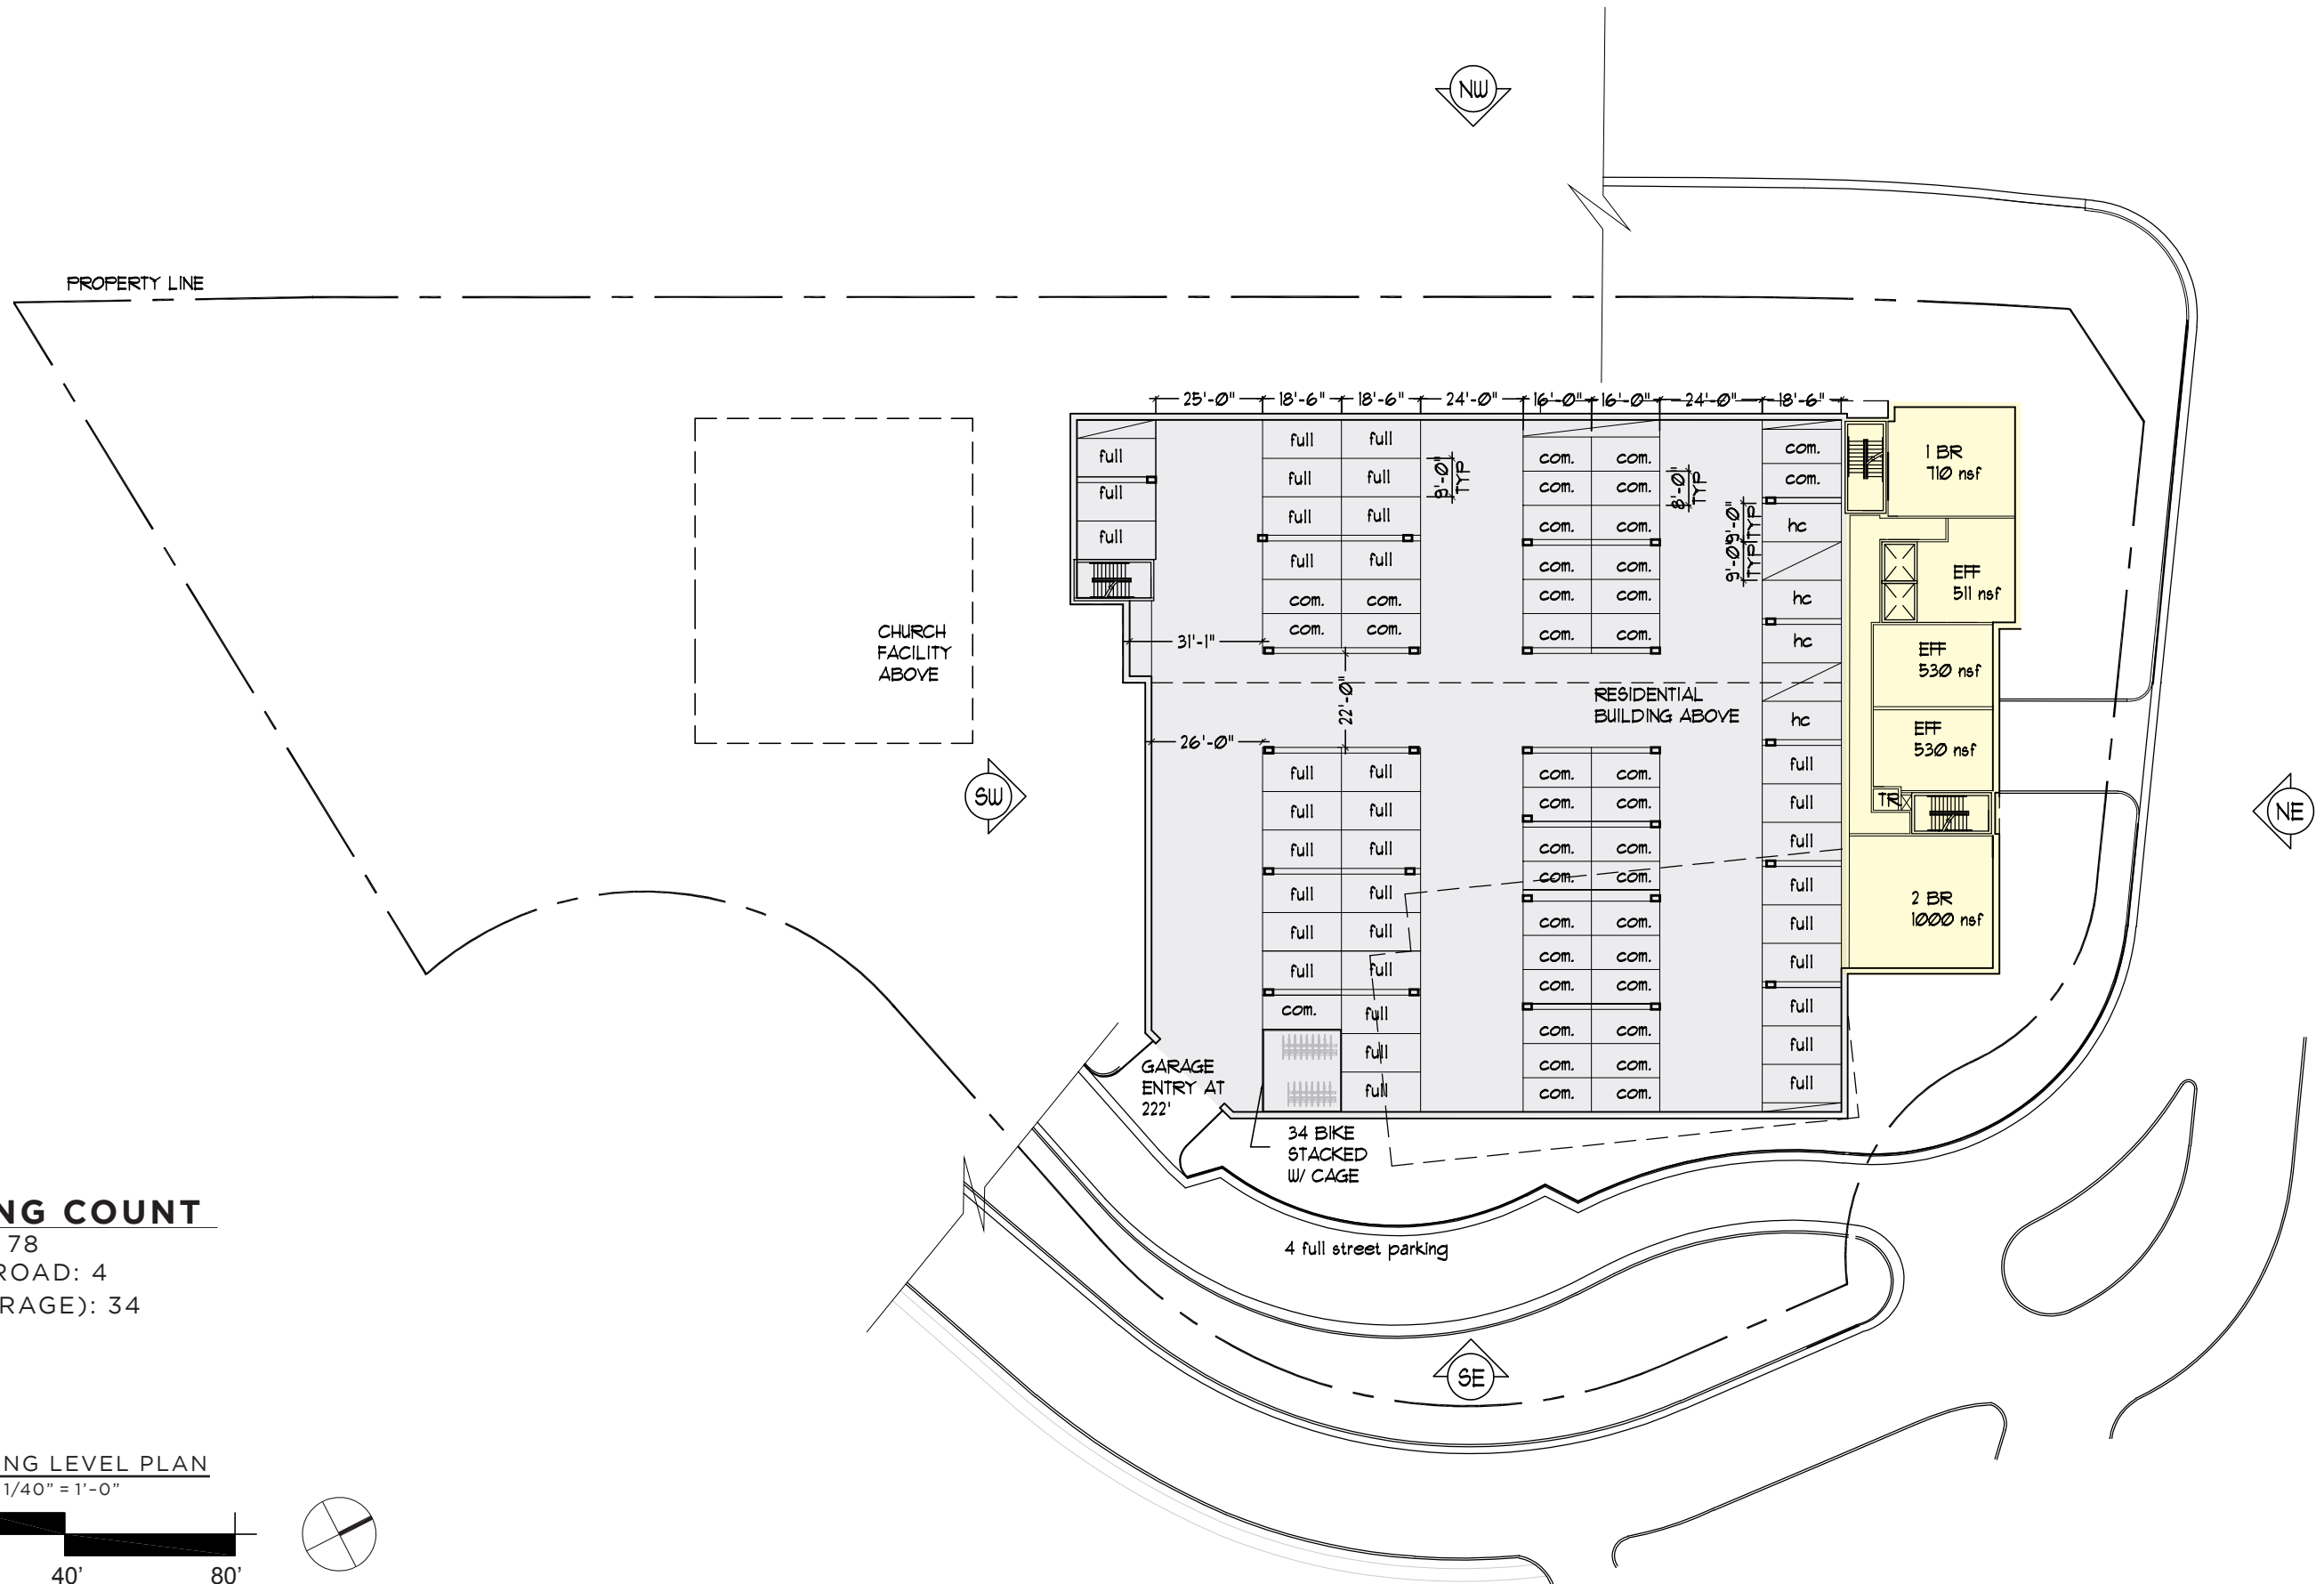 NW
PROPERTY LINE
25'-0" 18'-6" 18'-6" 24'-0" 16'-0" 16'-0" 24'-0" 18'-6"
full
full
full
full full
full full
full full
full full
com. com.
com. com.
9'-0"
TYP
com. com.
com. com.
com. com.
com. com.
com. com.
com. com.
8'-0"
TYP
9'-0"
TYP
9'-0"
TYP
com.
com.
hc
hc
hc
hc
1 BR
710 nsf
EFF
511 nsf
EFF
530 nsf
EFF
530 nsf
TR
2 BR
1000 nsf
CHURCH
FACILITY
ABOVE
31'-1"
22'-0"
26'-0"
RESIDENTIAL
BUILDING ABOVE
SW
NE
full full
full full
full full
full full
full full
full full
com. full
full
full
com. com.
com. com.
com. com.
com. com.
com. com.
com. com.
com. com.
com. com.
com. com.
com. com.
full
full
full
full
full
full
full
full
full
GARAGE
ENTRY AT
222'
34 BIKE
STACKED
W/ CAGE
4 full street parking
SE
NG COUNT
78
ROAD: 4
RAGE): 34
NG LEVEL PLAN
1/40" = 1'-0"
40' 80'